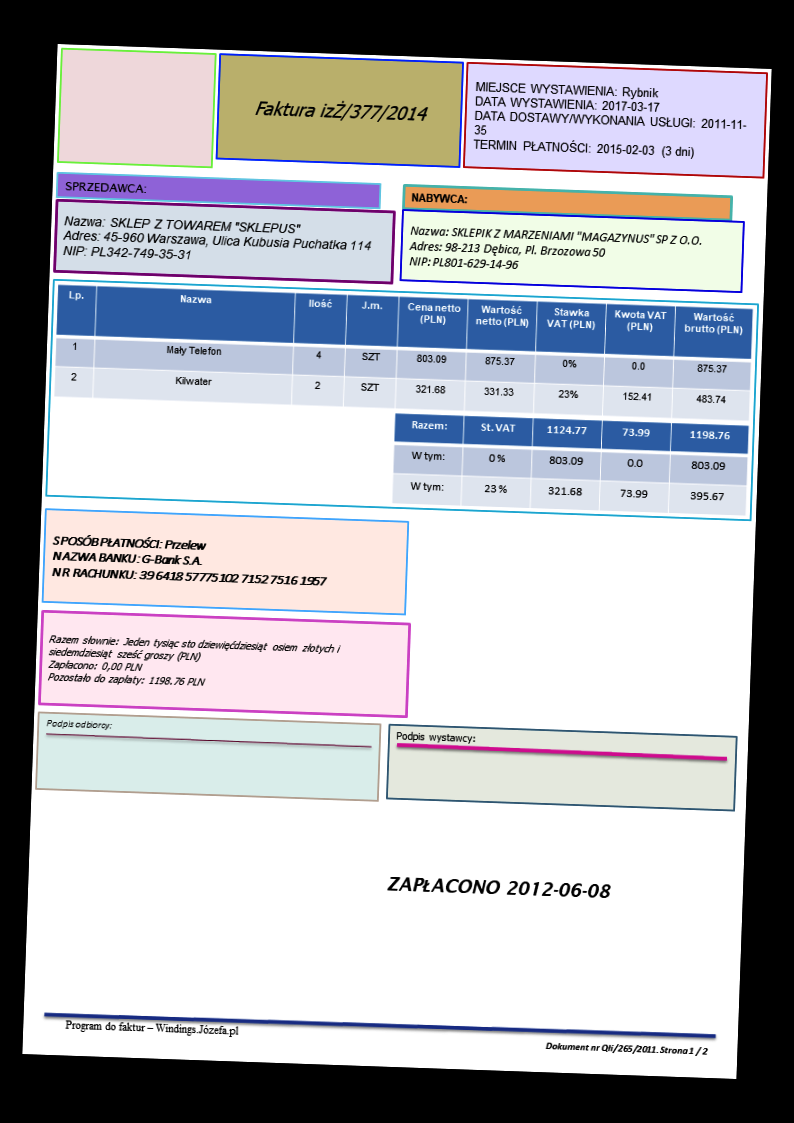 Faktura izŻ/377/2014
MIEJSCE WYSTAWIENIA: Rybnik
DATA WYSTAWIENIA: 2017-03-17
DATA DOSTAWY/WYKONANIA USŁUGI: 2011-11-
35
TERMIN PŁATNOŚCI: 2015-02-03 (3 dni)
SPRZEDAWCA:
Nazwa: SKLEP Z TOWAREM "SKLEPUS"
Adres: 45-960 Warszawa, Ulica Kubusia Puchatka 114
NIP: PL342-749-35-31
NABYWCA:
Nazwa: SKLEPIK Z MARZENIAMI "MAGAZYNUS" SP Z O.O.
Adres: 98-213 Dębica, Pl. Brzozowa 50
NIP: PL801-629-14-96
Lp. Nazwa Ilość J.m. Cena netto (PLN) Wartość netto (PLN) Stawka VAT (PLN) Kwota VAT (PLN) Wartość brutto (PLN)
1 Mały Telefon 4 SZT 803.09 875.37 0% 0.0 875.37
2 Kilwater 2 SZT 321.68 331.33 23% 152.41 483.74
Razem: St. VAT 1124.77 73.99 1198.76
W tym: 0 % 803.09 0.0 803.09
W tym: 23 % 321.68 73.99 395.67
SPOSÓB PŁATNOŚCI: Przelew
NAZWA BANKU: G-Bank S.A.
NR RACHUNKU: 39 6418 5777 5102 7152 7516 1957
Razem słownie: Jeden tysiąc sto dziewięćdziesiąt osiem złotych i
siedemdziesiąt sześć groszy (PLN)
Zapłacono: 0,00 PLN
Pozostało do zapłaty: 1198.76 PLN
Podpis odbiorcy:
Podpis wystawcy:
ZAPŁACONO 2012-06-08
Program do faktur – Windings.Józefa.pl
Dokument nr Qłi/265/2011. Strona 1 / 2